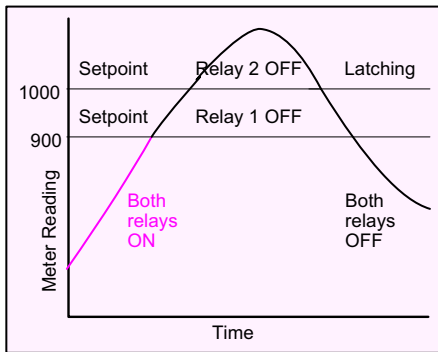 Setpoint Relay 2 OFF Latching
1000
Setpoint Relay 1 OFF
900
Both
relays
ON
Both
relays
OFF
Meter Reading
Time